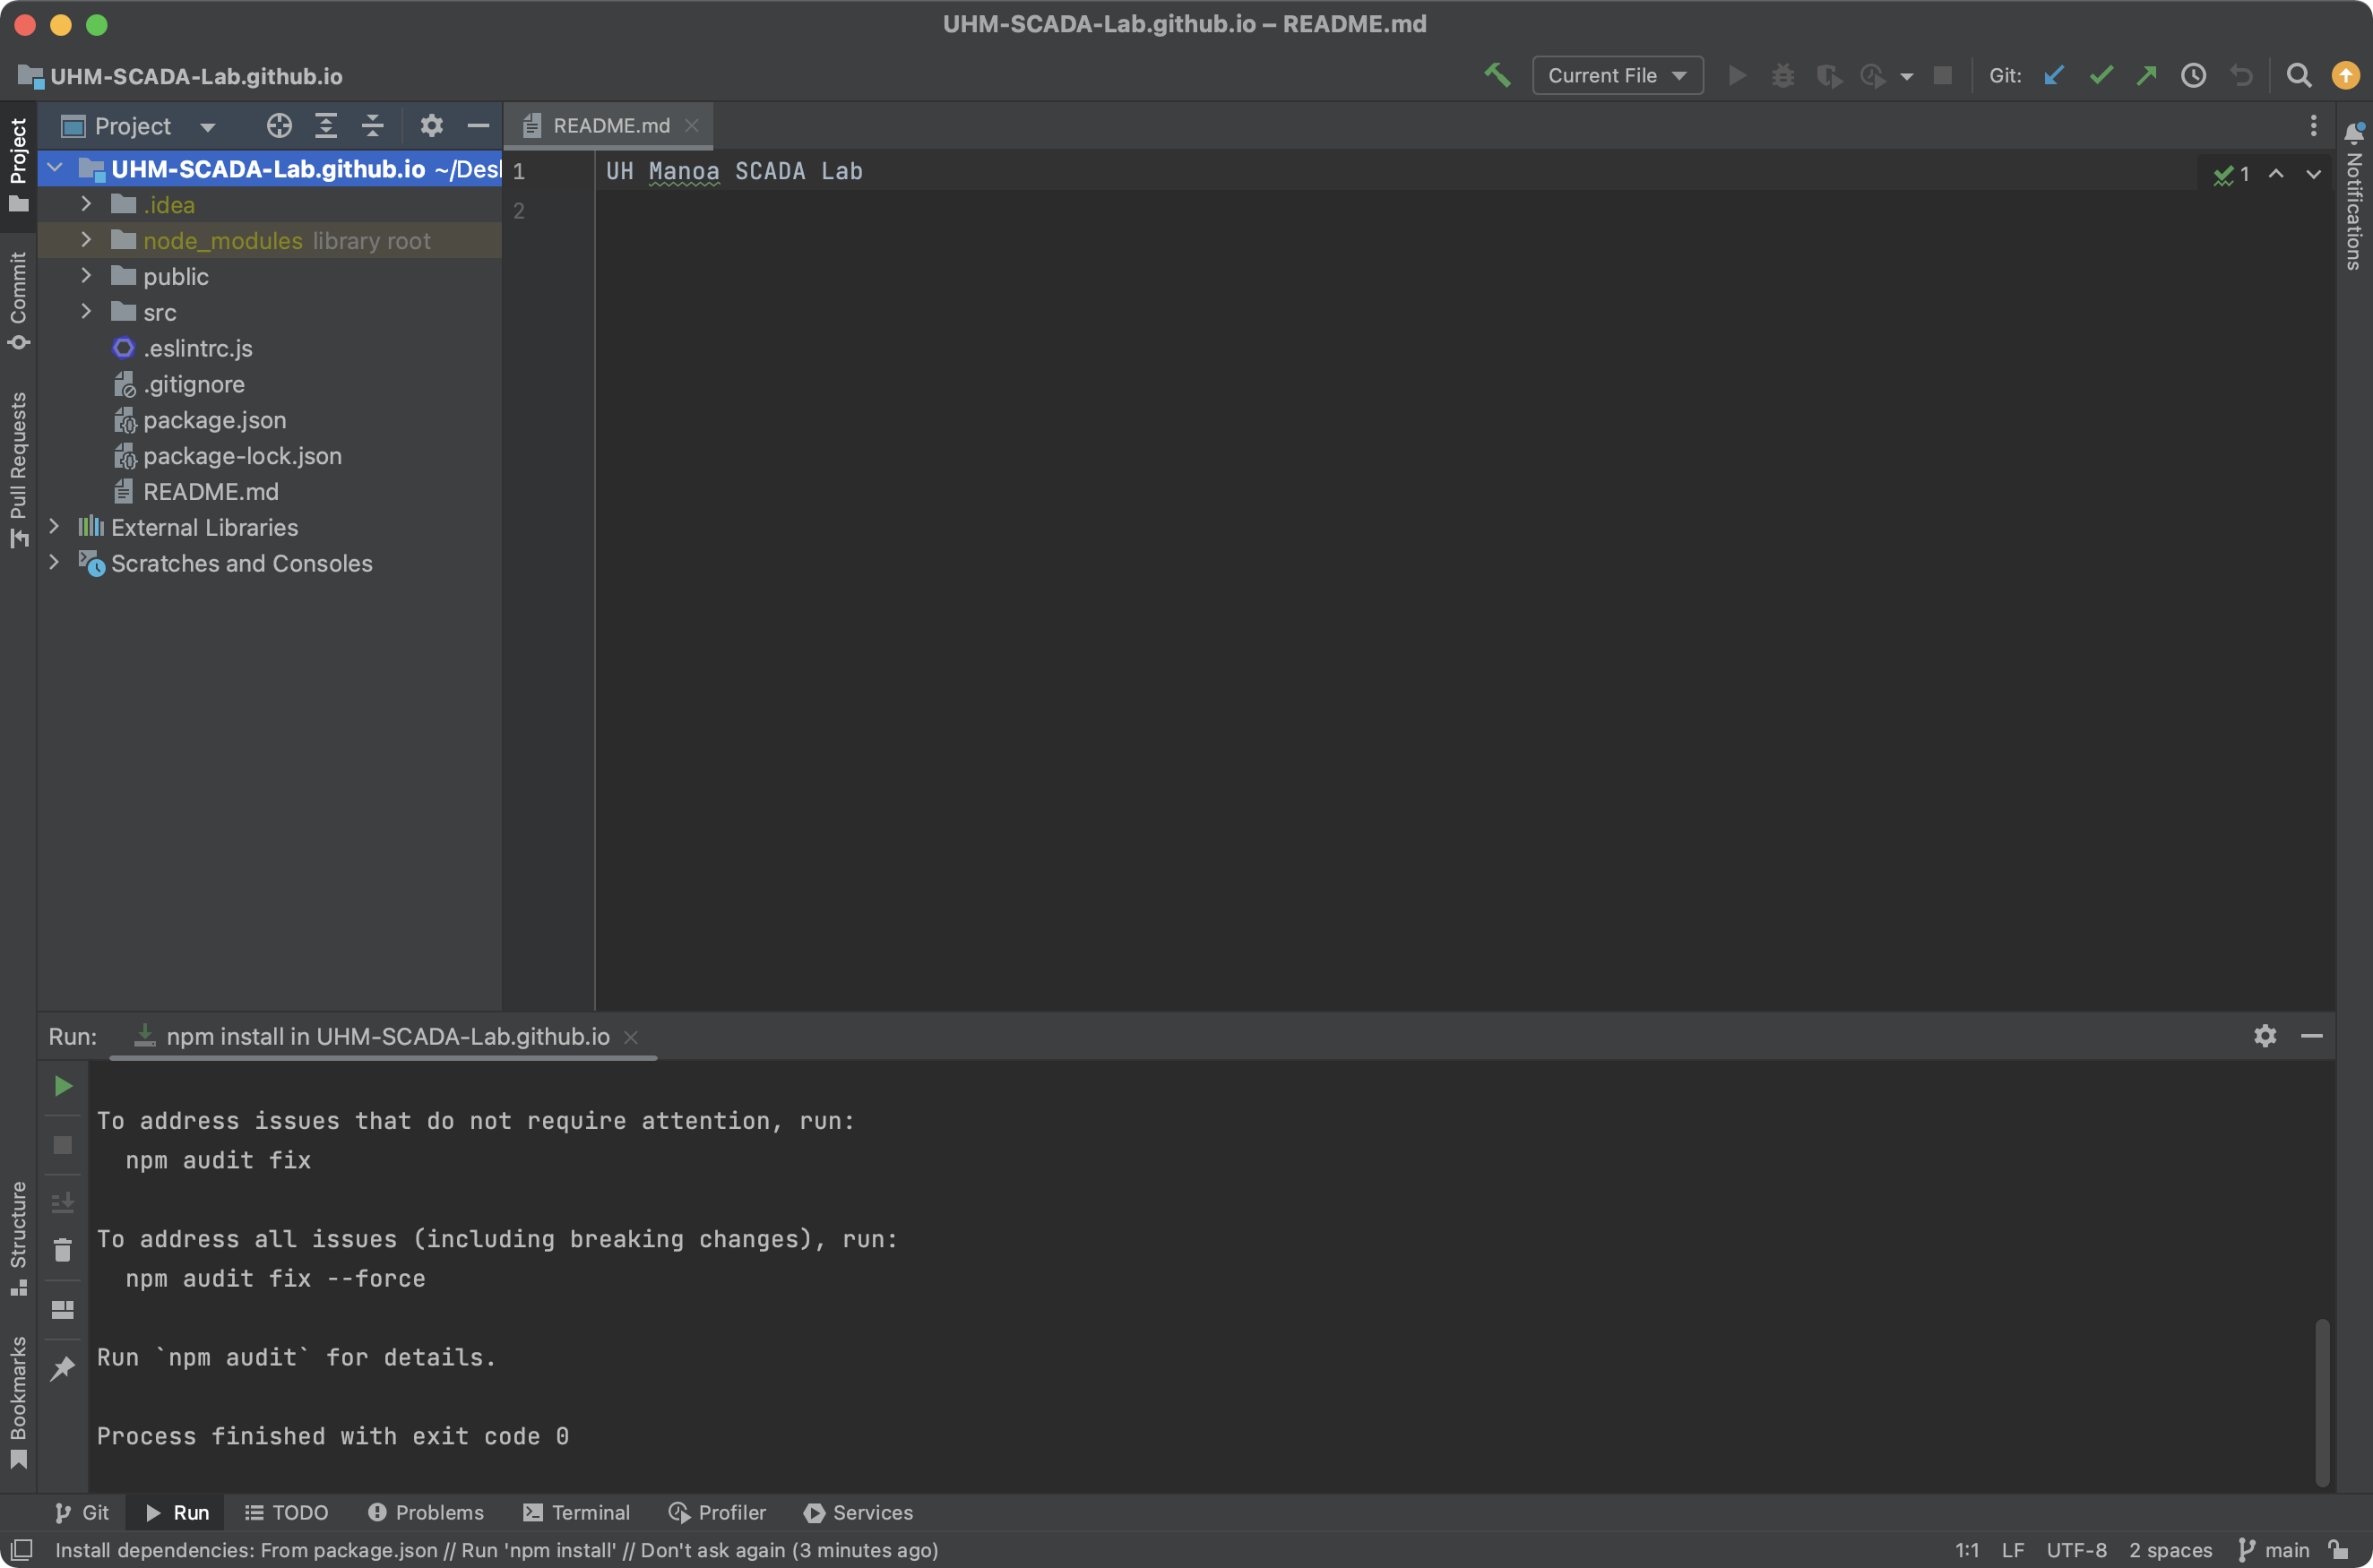 UHM-SCADA-Lab.github.io – README.md
UHM-SCADA-Lab.github.io
Current File
Git:
Project
README.md
Project
Commit
Pull Requests
Structure
Bookmarks
Notifications
UHM-SCADA-Lab.github.io ~/Des
.idea
node_modules library root
public
src
.eslintrc.js
.gitignore
package.json
package-lock.json
README.md
External Libraries
Scratches and Consoles
1 UH Manoa SCADA Lab
2
1
Run: npm install in UHM-SCADA-Lab.github.io
To address issues that do not require attention, run:
npm audit fix
To address all issues (including breaking changes), run:
npm audit fix --force
Run `npm audit` for details.
Process finished with exit code 0
Git Run TODO Problems Terminal Profiler Services
Install dependencies: From package.json // Run 'npm install' // Don't ask again (3 minutes ago)
1:1 LF UTF-8 2 spaces main